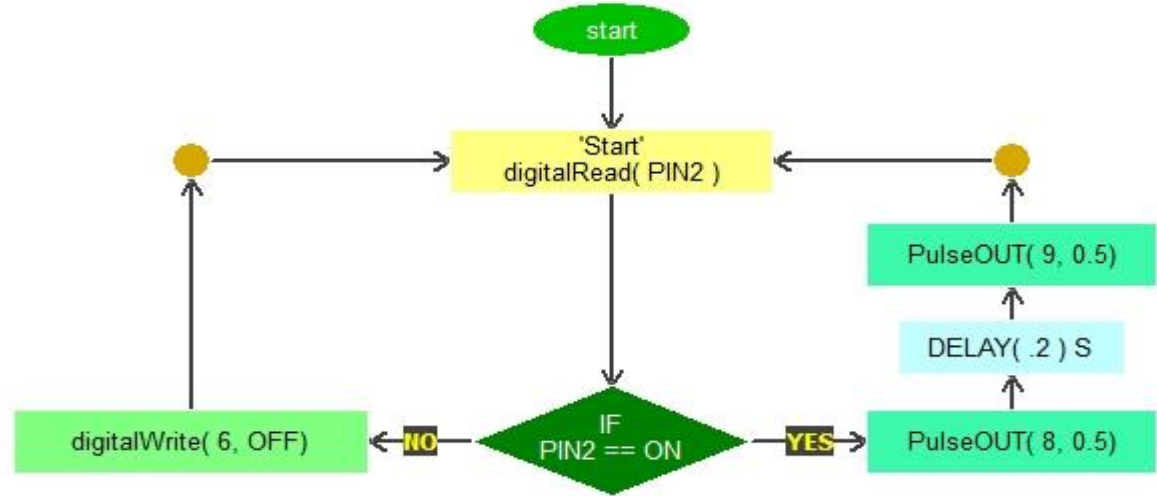 start
'Start'
digitalRead( PIN2 )
PulseOUT( 9, 0.5)
DELAY( .2 ) S
digitalWrite( 6, OFF)
NO
IF
PIN2 == ON
YES
PulseOUT( 8, 0.5)